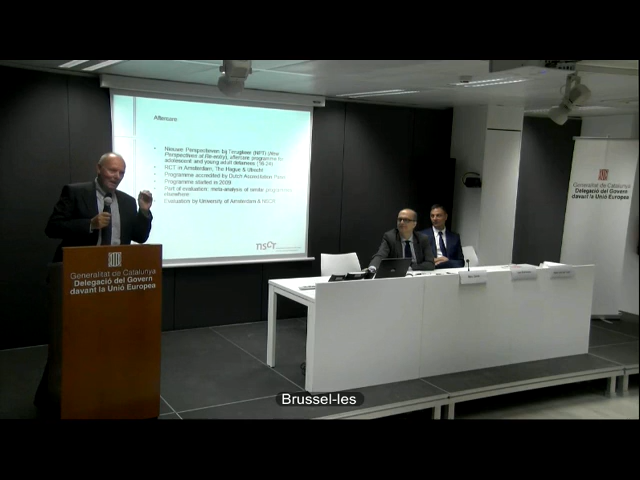 Aftercare
Nieuwe Perspectieven bij Terugkeer (NPT) (New
Perspectives at Re-entry), aftercare programme for
adolescent and young adult detainees (16-24)
RCT in Amsterdam, The Hague & Utrecht
Programme accredited by Dutch Accreditation Panel
Programme started in 2009
Part of evaluation: meta-analysis of similar programmes
elsewhere
Evaluation by University of Amsterdam & NSCR
nscr
Generalitat de Catalunya
Delegació del Govern
davant la Unió Europea
Generalitat de Catalunya
Delegació del Govern
davant la Unió Europea
Brussel·les